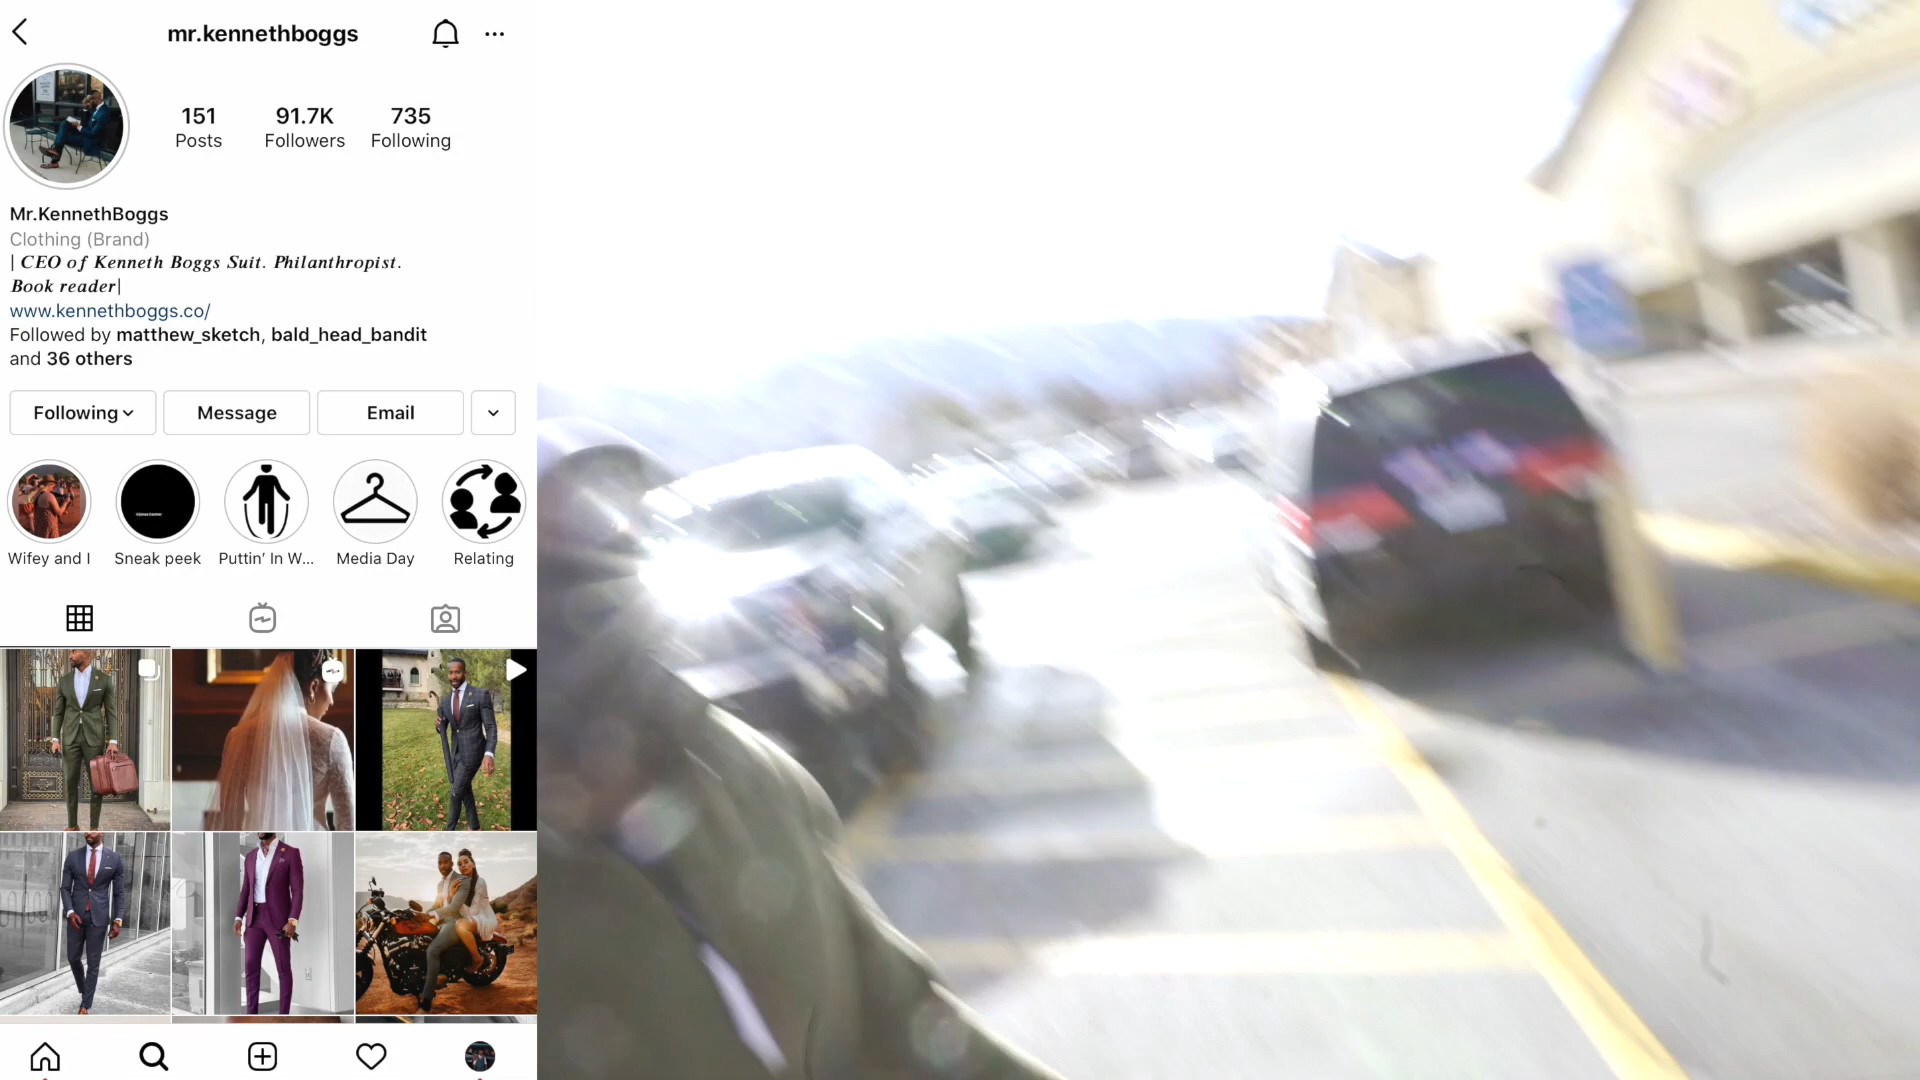 mr.kennethboggs
151
Posts
91.7K
Followers
735
Following
Mr.KennethBoggs
Clothing (Brand)
| CEO of Kenneth Boggs Suit. Philanthropist.
Book reader|
www.kennethboggs.co/
Followed by matthew_sketch, bald_head_bandit
and 36 others
Following
Message
Email
Wifey and I
Sneak peek
Puttin’ In W...
Media Day
Relating